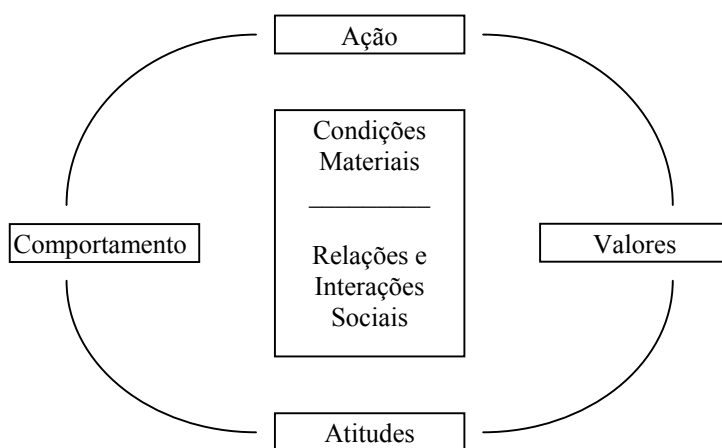 Ação
Condições
Materiais
Comportamento
Valores
Relações e
Interações
Sociais
Atitudes